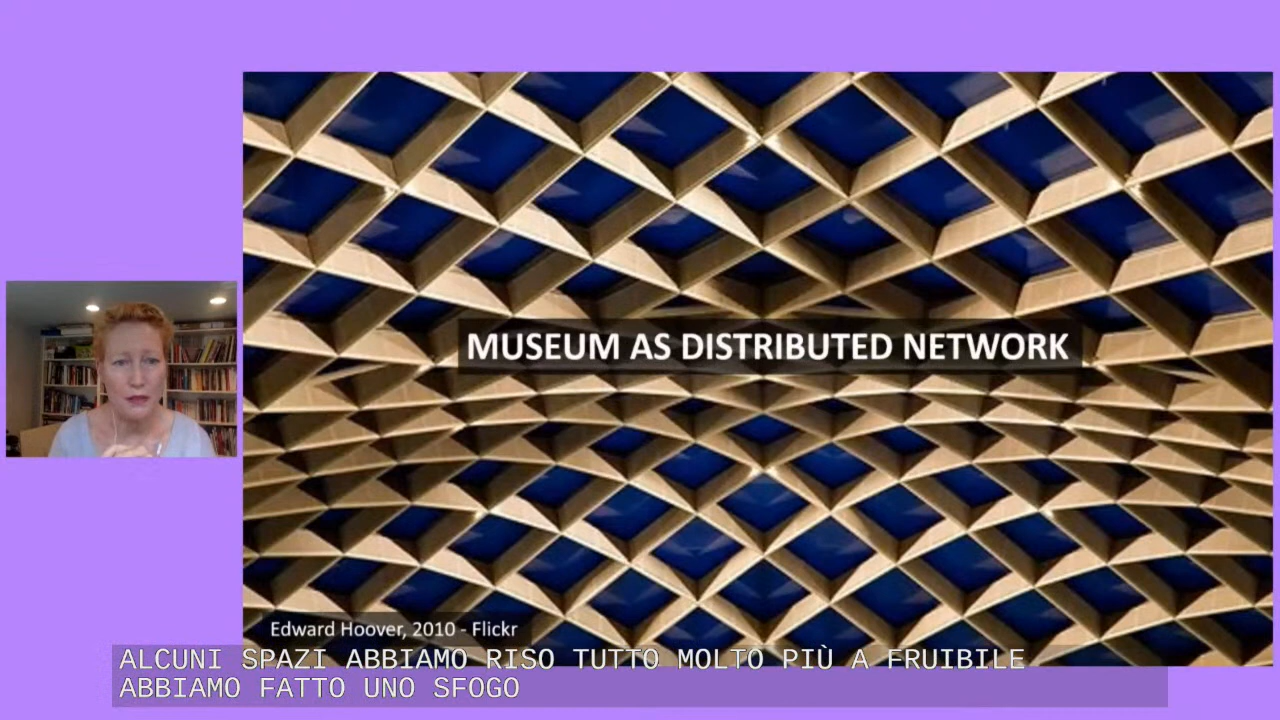 MUSEUM AS DISTRIBUTED NETWORK
Edward Hoover, 2010 - Flickr
ALCUNI SPAZI ABBIAMO RISO TUTTO MOLTO PIÙ A FRUIBILE
ABBIAMO FATTO UNO SFOGO